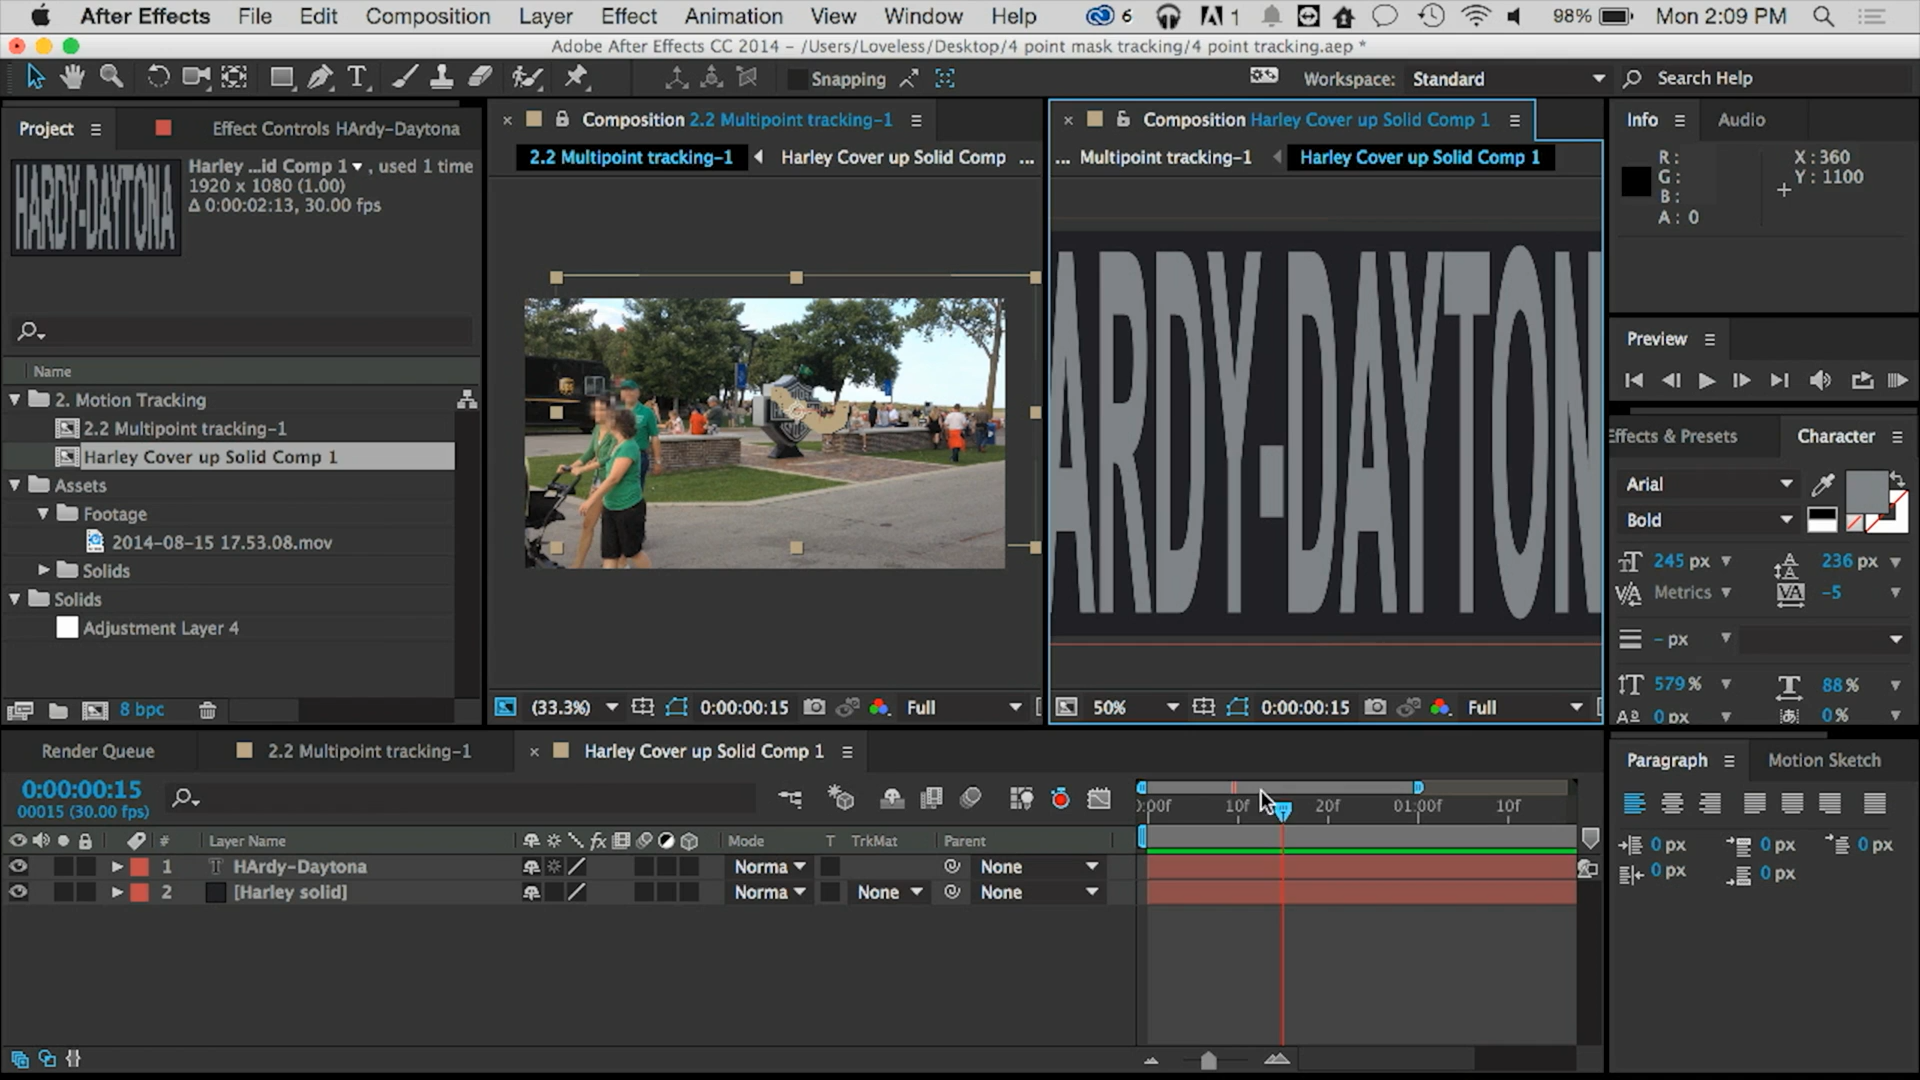 After Effects File Edit Composition Layer Effect Animation View Window Help 6 1 98% Mon 2:09 PM
Adobe After Effects CC 2014 – /Users/Loveless/Desktop/4 point mask tracking/4 point tracking.aep *
T Snapping Workspace: Standard Search Help
Project Effect Controls HArdy-Daytona
Harley ...id Comp 1 , used 1 time
1920 x 1080 (1.00)
Δ 0:00:02:13, 30.00 fps
HARDY-DAYTONA
Name
2. Motion Tracking
2.2 Multipoint tracking-1
Harley Cover up Solid Comp 1
Assets
Footage
2014-08-15 17.53.08.mov
Solids
Solids
Adjustment Layer 4
8 bpc
Composition 2.2 Multipoint tracking-1
2.2 Multipoint tracking-1 Harley Cover up Solid Comp ...
(33.3%) 0:00:00:15 Full
Composition Harley Cover up Solid Comp 1
... Multipoint tracking-1 Harley Cover up Solid Comp 1
ARDY-DAYTON
50% 0:00:00:15 Full
Info Audio
R: X : 360
G: Y : 1100
B:
A : 0
Preview
Effects & Presets Character
Arial
Bold
245 px 236 px
Metrics -5
- px
579% 88%
0 px 0%
Paragraph Motion Sketch
0 px 0 px 0 px
0 px 0 px
Render Queue 2.2 Multipoint tracking-1 Harley Cover up Solid Comp 1
0:00:00:15
00015 (30.00 fps)
):00f 10f 20f 01:00f 10f
# Layer Name fx Mode T TrkMat Parent
1 T HArdy-Daytona Norma None
2 [Harley solid] Norma None None